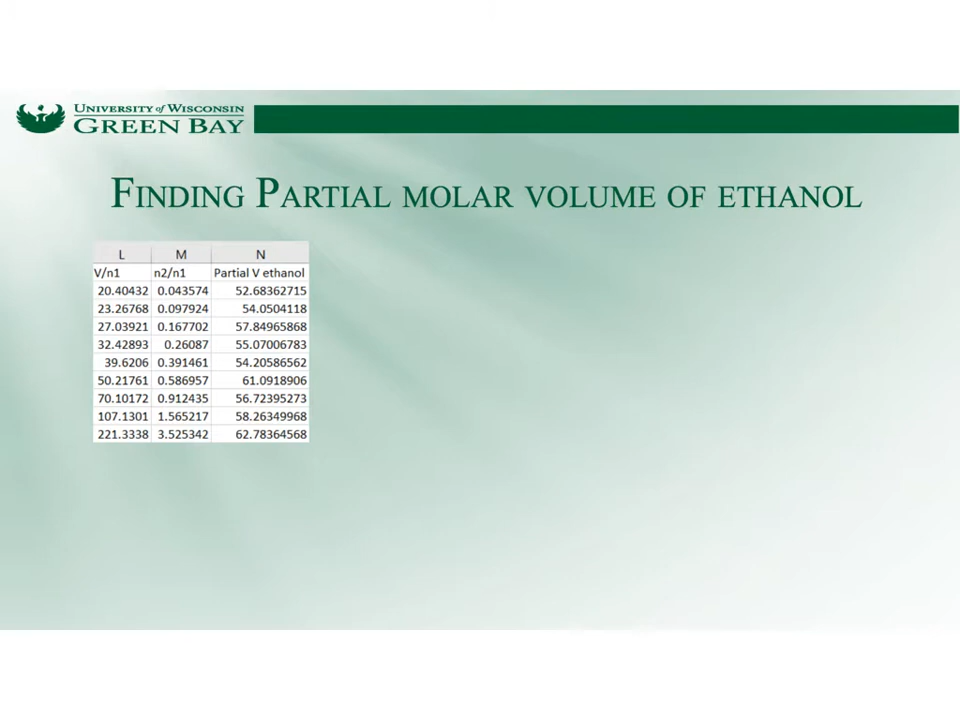 UNIVERSITY of WISCONSIN
GREEN BAY
FINDING PARTIAL MOLAR VOLUME OF ETHANOL
L M N
V/n1 n2/n1 Partial V ethanol
20.40432 0.043574 52.68362715
23.26768 0.097924 54.0504118
27.03921 0.167702 57.84965868
32.42893 0.26087 55.07006783
39.6206 0.391461 54.20586562
50.21761 0.586957 61.0918906
70.10172 0.912435 56.72395273
107.1301 1.565217 58.26349968
221.3338 3.525342 62.78364568